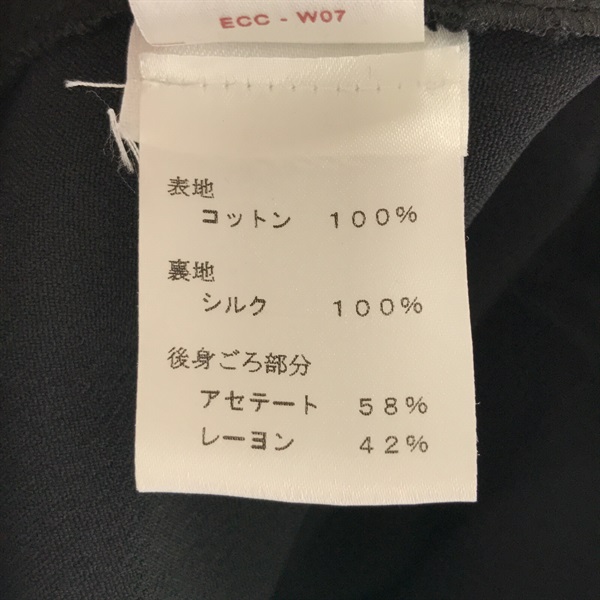 ECC - W07
表地
コットン 100%
裏地
シルク 100%
後身ごろ部分
アセテート 58%
レーヨン 42%